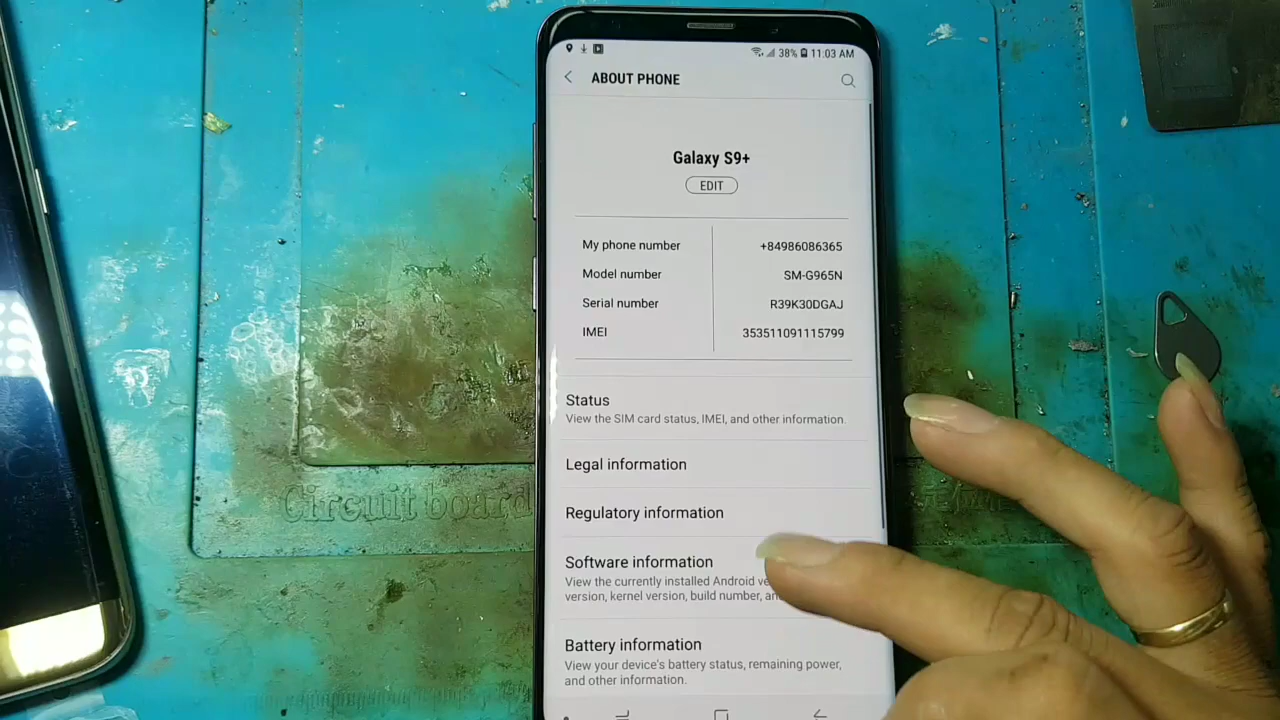 38% 11:03 AM
ABOUT PHONE
Galaxy S9+
EDIT
My phone number +84986086365
Model number SM-G965N
Serial number R39K30DGAJ
IMEI 353511091115799
Status
View the SIM card status, IMEI, and other information.
Legal information
Regulatory information
Software information
View the currently installed Android
version, kernel version, build number,
Battery information
View your device's battery status, remaining power,
and other information.
Circuit board